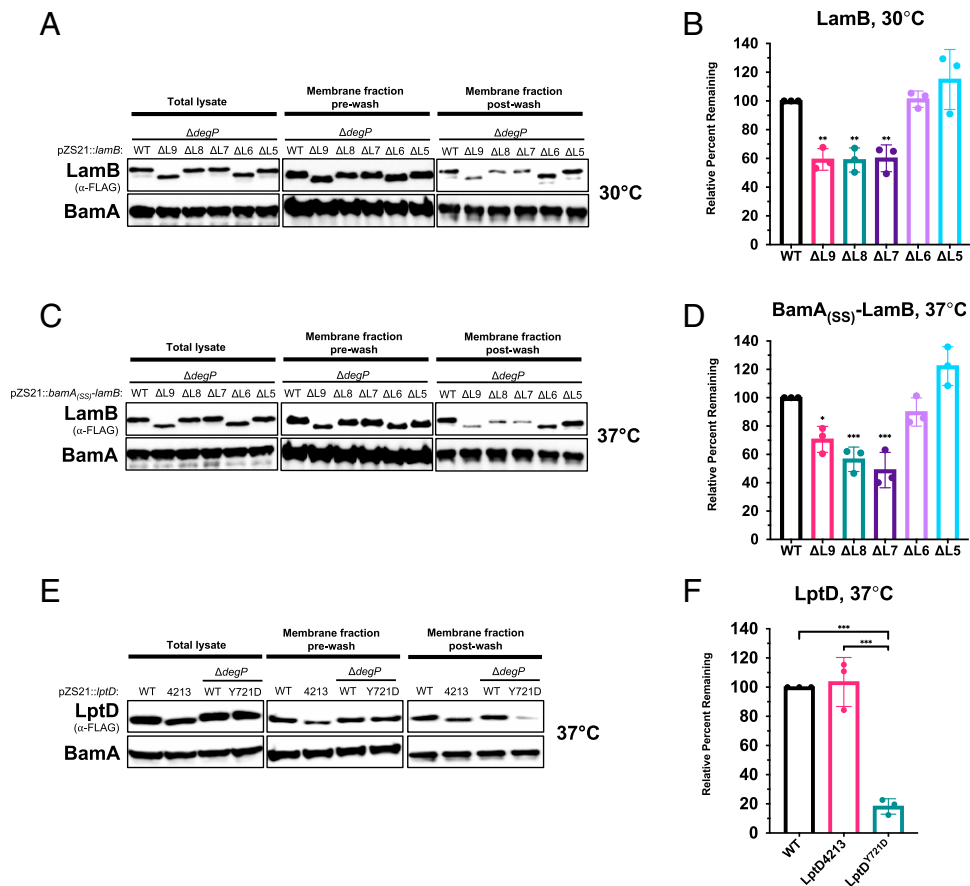 A
Total lysate
Membrane fraction
pre-wash
Membrane fraction
post-wash
ΔdegP
ΔdegP
ΔdegP
pZS21::lamB: WT ΔL9 ΔL8 ΔL7 ΔL6 ΔL5 WT ΔL9 ΔL8 ΔL7 ΔL6 ΔL5 WT ΔL9 ΔL8 ΔL7 ΔL6 ΔL5
LamB
(α-FLAG)
BamA
30°C
B
LamB, 30°C
Relative Percent Remaining
140
120
100
80
60
40
20
0
** ** **
WT ΔL9 ΔL8 ΔL7 ΔL6 ΔL5
C
Total lysate
Membrane fraction
pre-wash
Membrane fraction
post-wash
ΔdegP
ΔdegP
ΔdegP
pZS21::bamA(SS)-lamB: WT ΔL9 ΔL8 ΔL7 ΔL6 ΔL5 WT ΔL9 ΔL8 ΔL7 ΔL6 ΔL5 WT ΔL9 ΔL8 ΔL7 ΔL6 ΔL5
LamB
(α-FLAG)
BamA
37°C
D
BamA(SS)-LamB, 37°C
Relative Percent Remaining
140
120
100
80
60
40
20
0
* *** ***
WT ΔL9 ΔL8 ΔL7 ΔL6 ΔL5
E
Total lysate
Membrane fraction
pre-wash
Membrane fraction
post-wash
ΔdegP
ΔdegP
ΔdegP
pZS21::lptD: WT 4213 WT Y721D WT 4213 WT Y721D WT 4213 WT Y721D
LptD
(α-FLAG)
BamA
37°C
F
LptD, 37°C
Relative Percent Remaining
140
120
100
80
60
40
20
0
***
***
WT
LptD4213
LptDY721D